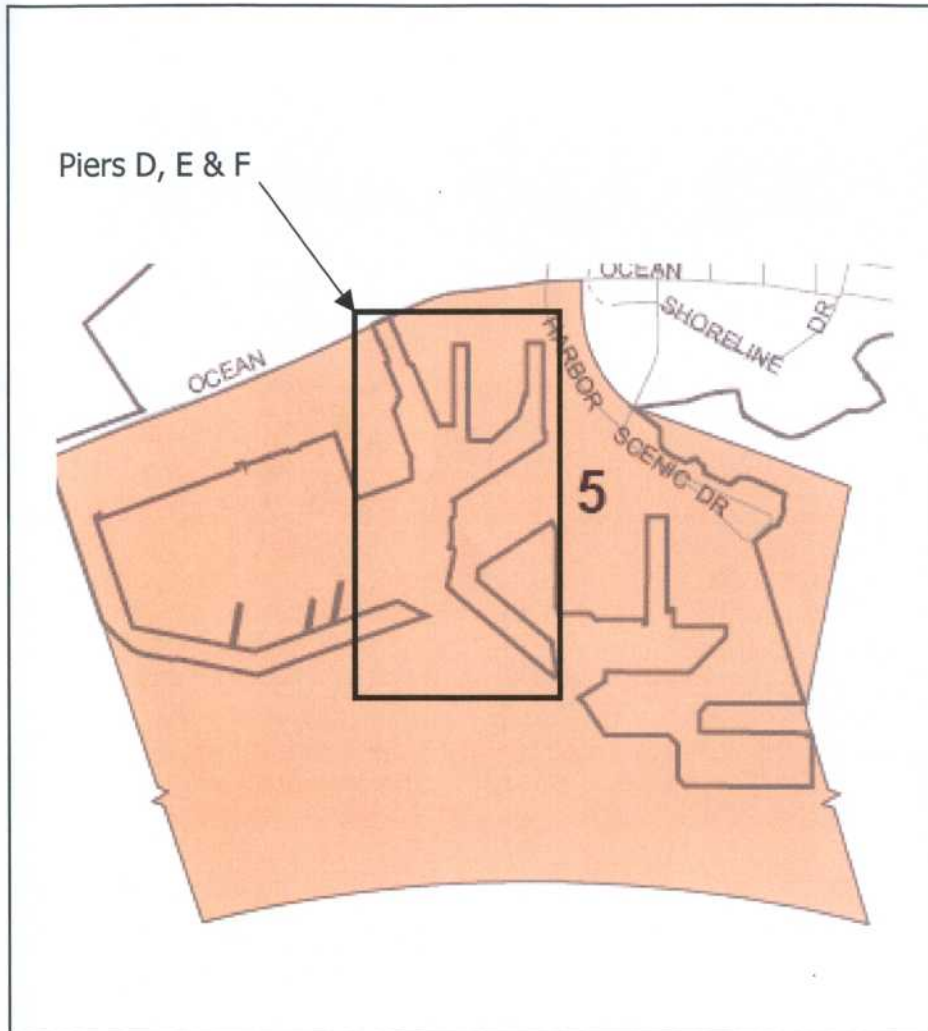 Piers D, E & F
OCEAN
SHORELINE
DR
OCEAN
HARBOR
SCENIC DR
5